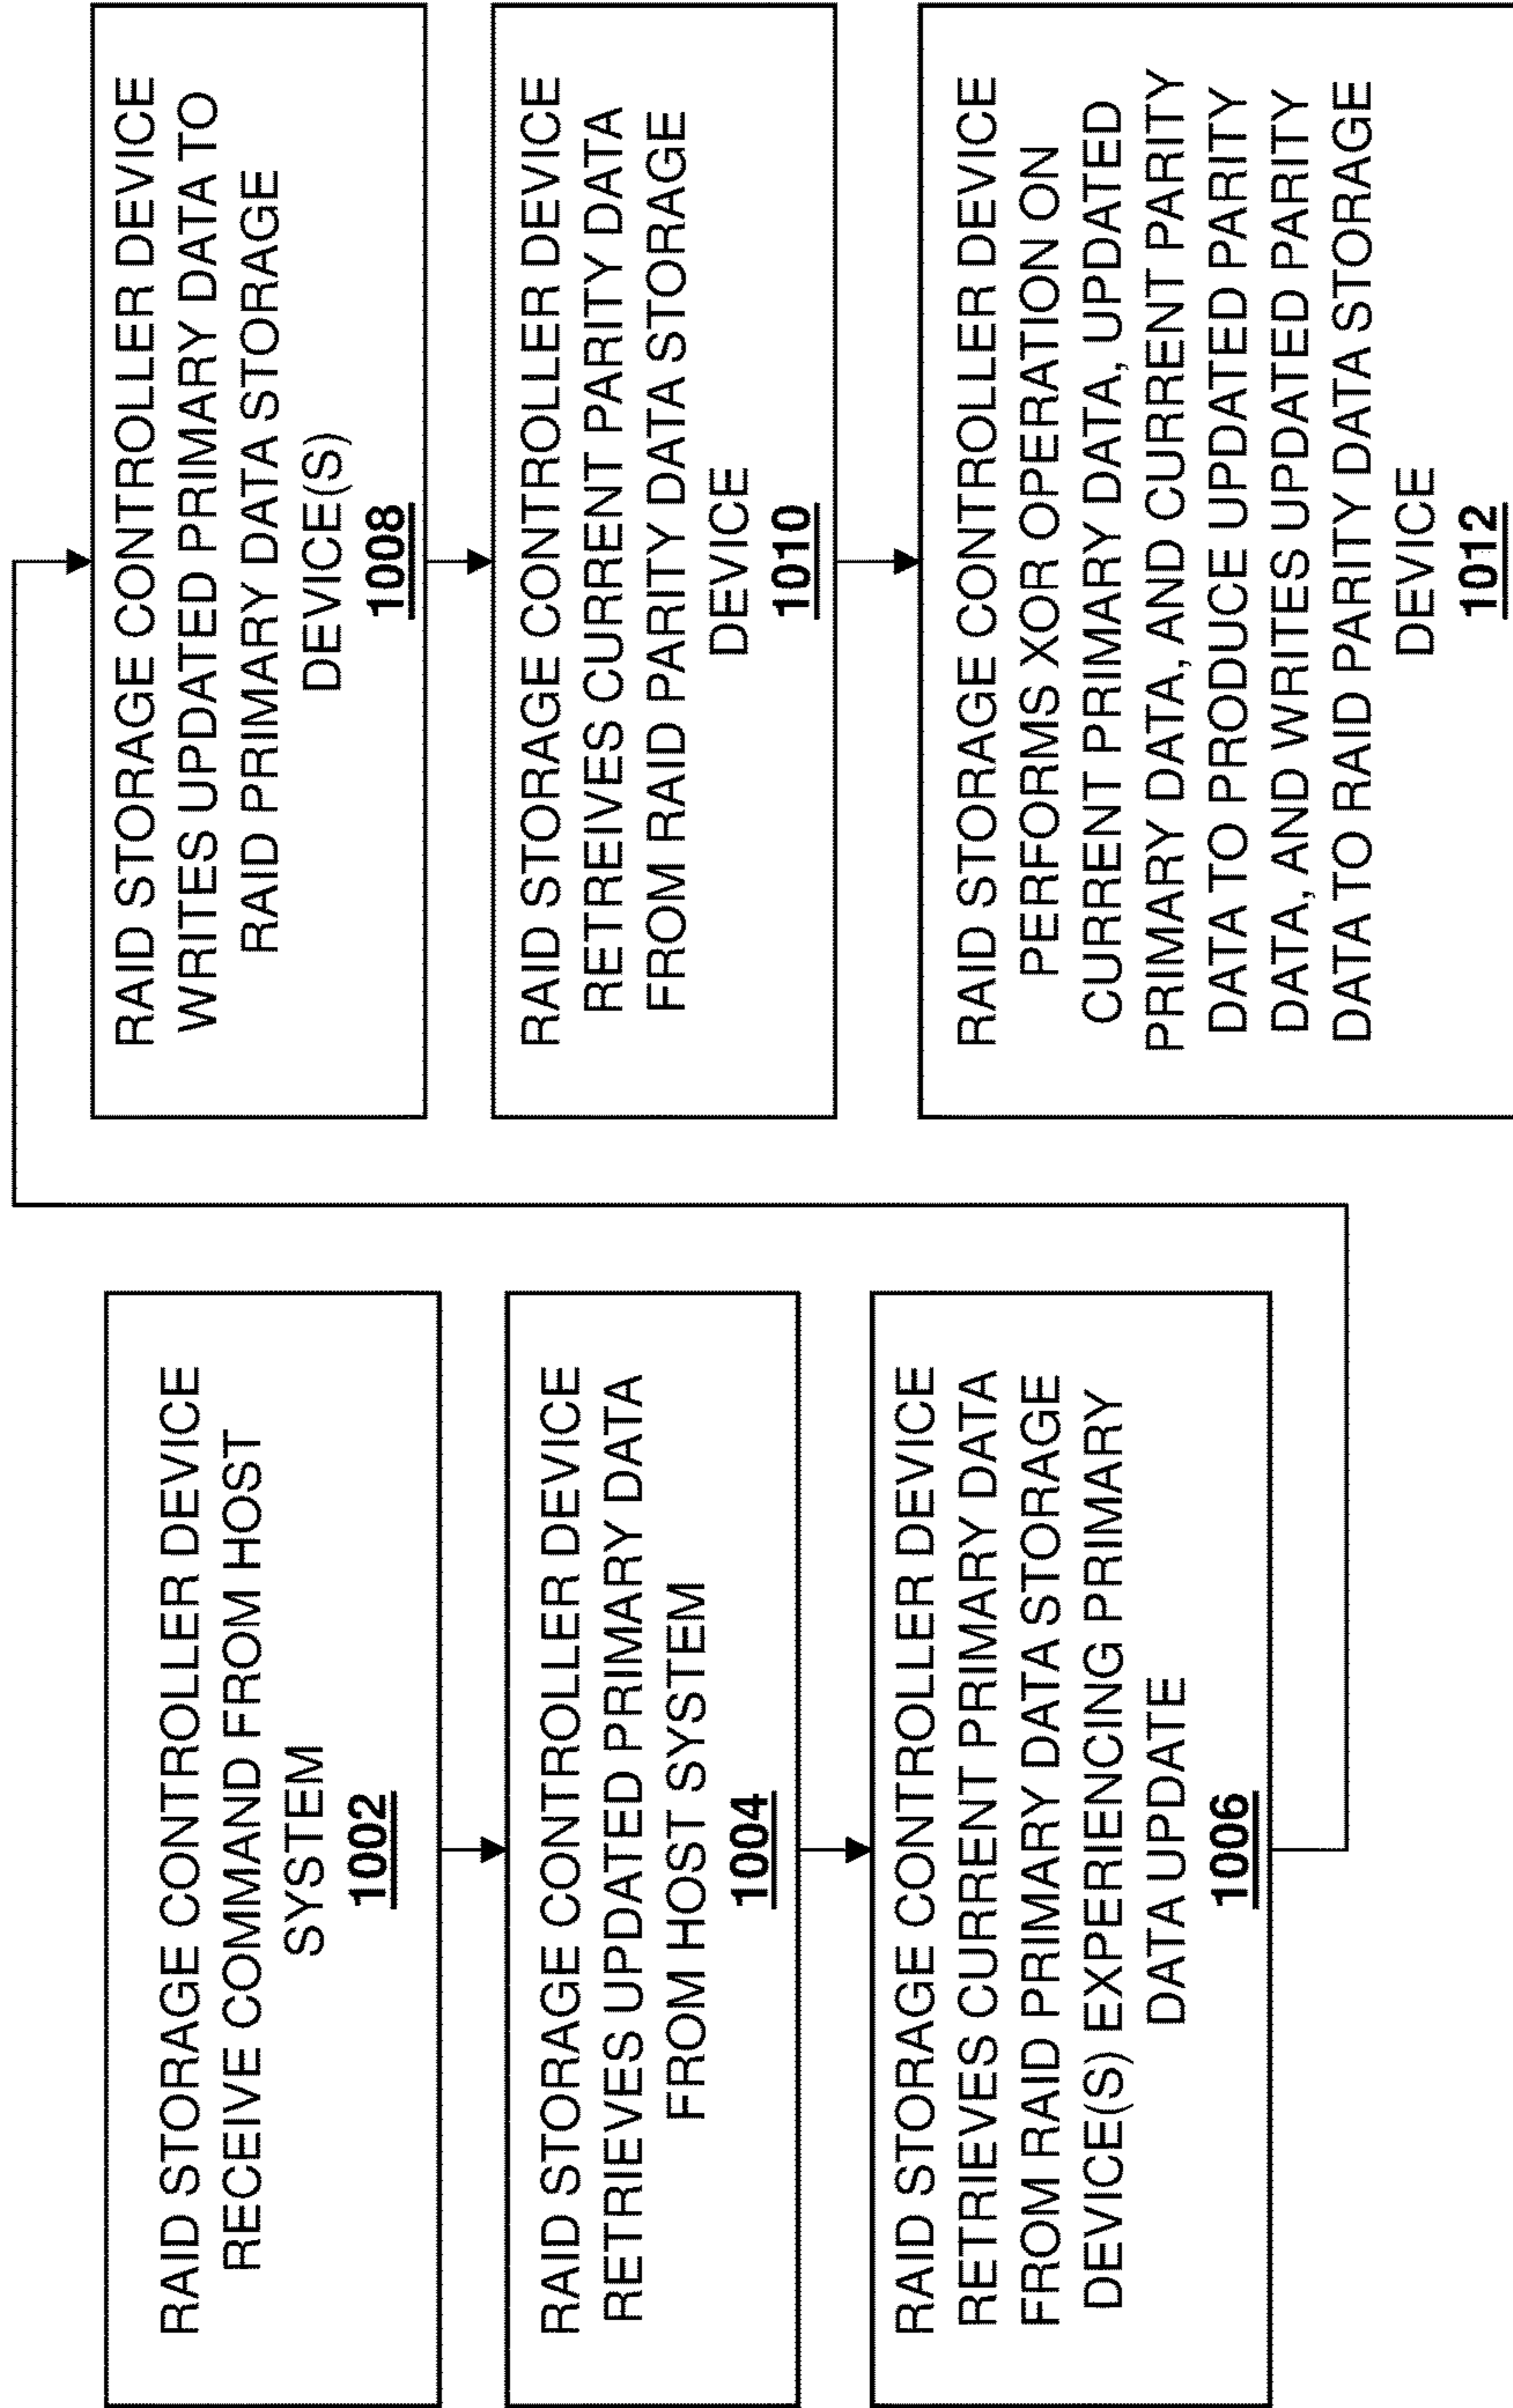 RAID STORAGE CONTROLLER DEVICE
RECEIVE COMMAND FROM HOST
SYSTEM
1002
RAID STORAGE CONTROLLER DEVICE
RETRIEVES UPDATED PRIMARY DATA
FROM HOST SYSTEM
1004
RAID STORAGE CONTROLLER DEVICE
RETRIEVES CURRENT PRIMARY DATA
FROM RAID PRIMARY DATA STORAGE
DEVICE(S) EXPERIENCING PRIMARY
DATA UPDATE
1006
RAID STORAGE CONTROLLER DEVICE
WRITES UPDATED PRIMARY DATA TO
RAID PRIMARY DATA STORAGE
DEVICE(S)
1008
RAID STORAGE CONTROLLER DEVICE
RETREIVES CURRENT PARITY DATA
FROM RAID PARITY DATA STORAGE
DEVICE
1010
RAID STORAGE CONTROLLER DEVICE
PERFORMS XOR OPERATION ON
CURRENT PRIMARY DATA, UPDATED
PRIMARY DATA, AND CURRENT PARITY
DATA TO PRODUCE UPDATED PARITY
DATA, AND WRITES UPDATED PARITY
DATA TO RAID PARITY DATA STORAGE
DEVICE
1012